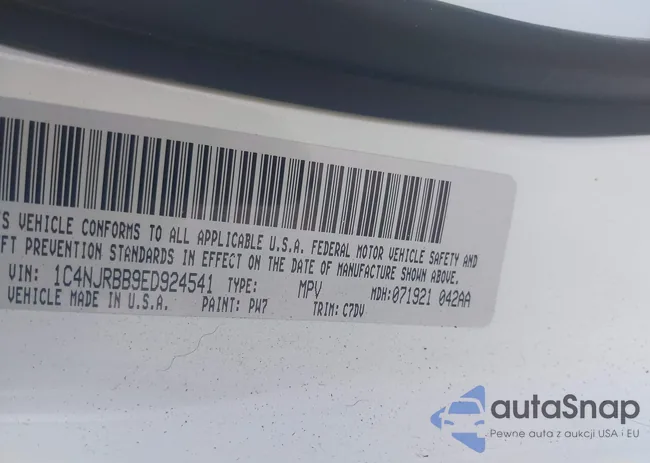 S VEHICLE CONFORMS TO ALL APPLICABLE U.S.A. FEDERAL MOTOR VEHICLE SAFETY AND
FT PREVENTION STANDARDS IN EFFECT ON THE DATE OF MANUFACTURE SHOWN ABOVE.
VIN: 1C4NJRBB9ED924541 TYPE: MPV MDH:071921 042AA
VEHICLE MADE IN U.S.A. PAINT: PW7 TRIM: C7DV
autaSnap
Pewne auta z aukcji USA i EU